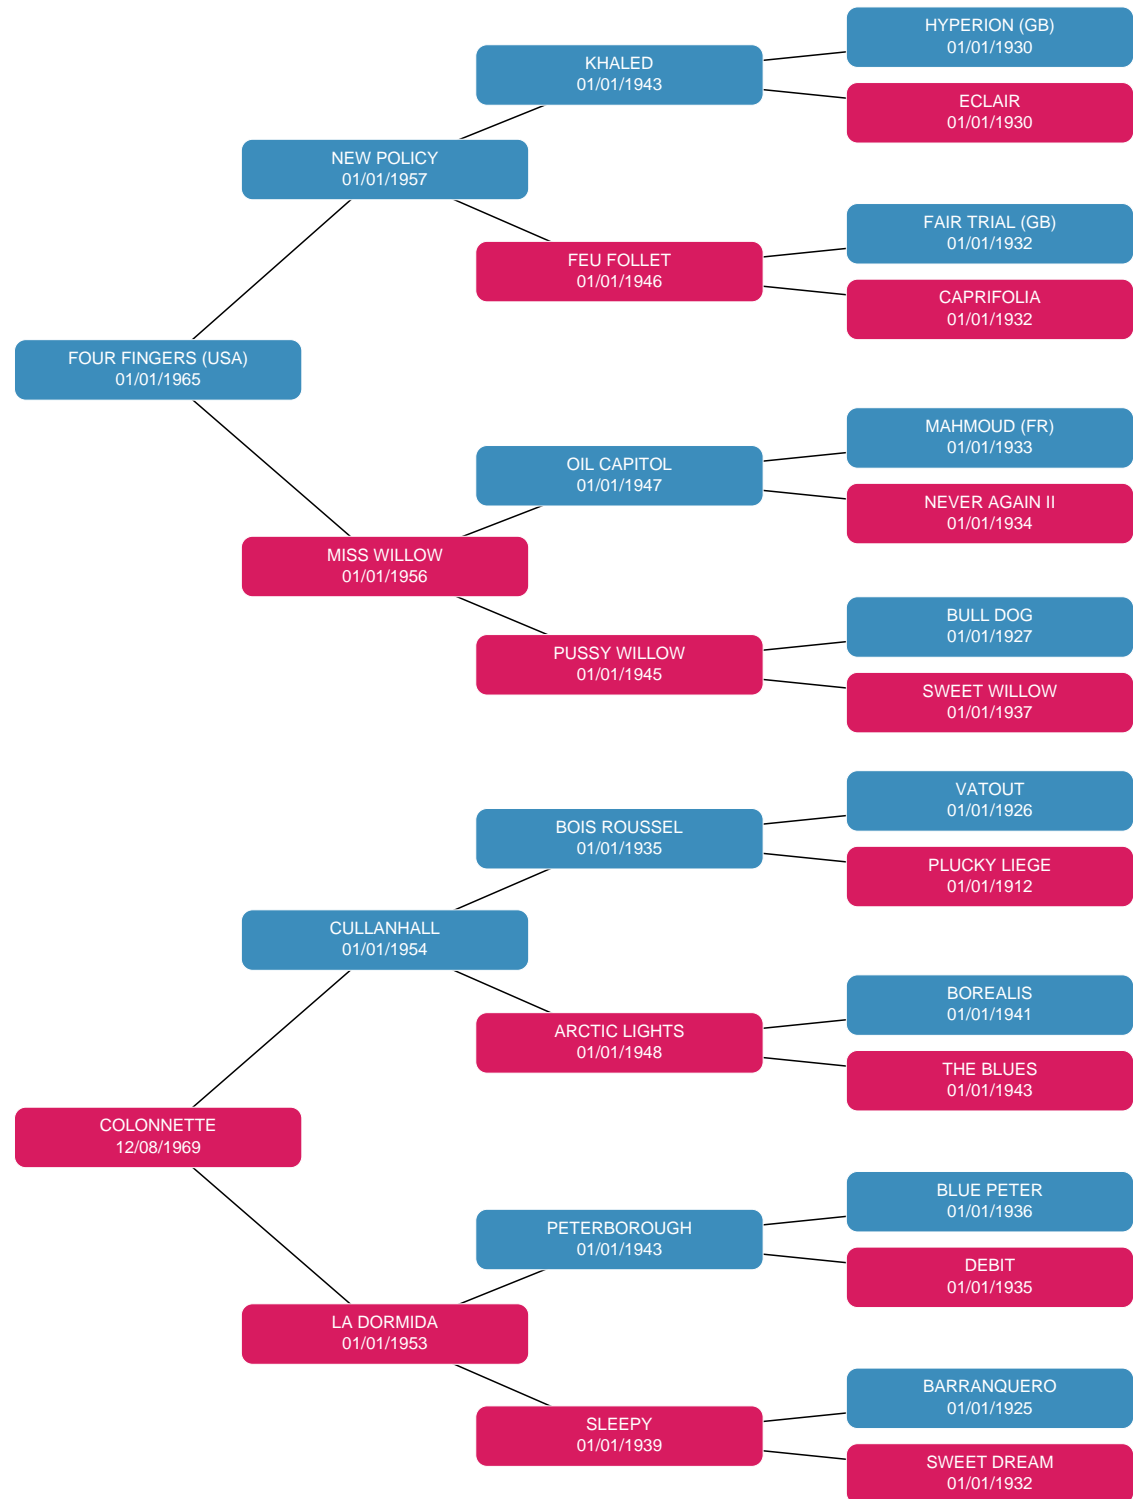 HYPERION (GB)
01/01/1930
KHALED
01/01/1943
ECLAIR
01/01/1930
NEW POLICY
01/01/1957
FAIR TRIAL (GB)
01/01/1932
FEU FOLLET
01/01/1946
CAPRIFOLIA
01/01/1932
FOUR FINGERS (USA)
01/01/1965
MAHMOUD (FR)
01/01/1933
OIL CAPITOL
01/01/1947
NEVER AGAIN II
01/01/1934
MISS WILLOW
01/01/1956
BULL DOG
01/01/1927
PUSSY WILLOW
01/01/1945
SWEET WILLOW
01/01/1937
VATOUT
01/01/1926
BOIS ROUSSEL
01/01/1935
PLUCKY LIEGE
01/01/1912
CULLANHALL
01/01/1954
BOREALIS
01/01/1941
ARCTIC LIGHTS
01/01/1948
THE BLUES
01/01/1943
COLONNETTE
12/08/1969
BLUE PETER
01/01/1936
PETERBOROUGH
01/01/1943
DEBIT
01/01/1935
LA DORMIDA
01/01/1953
BARRANQUERO
01/01/1925
SLEEPY
01/01/1939
SWEET DREAM
01/01/1932